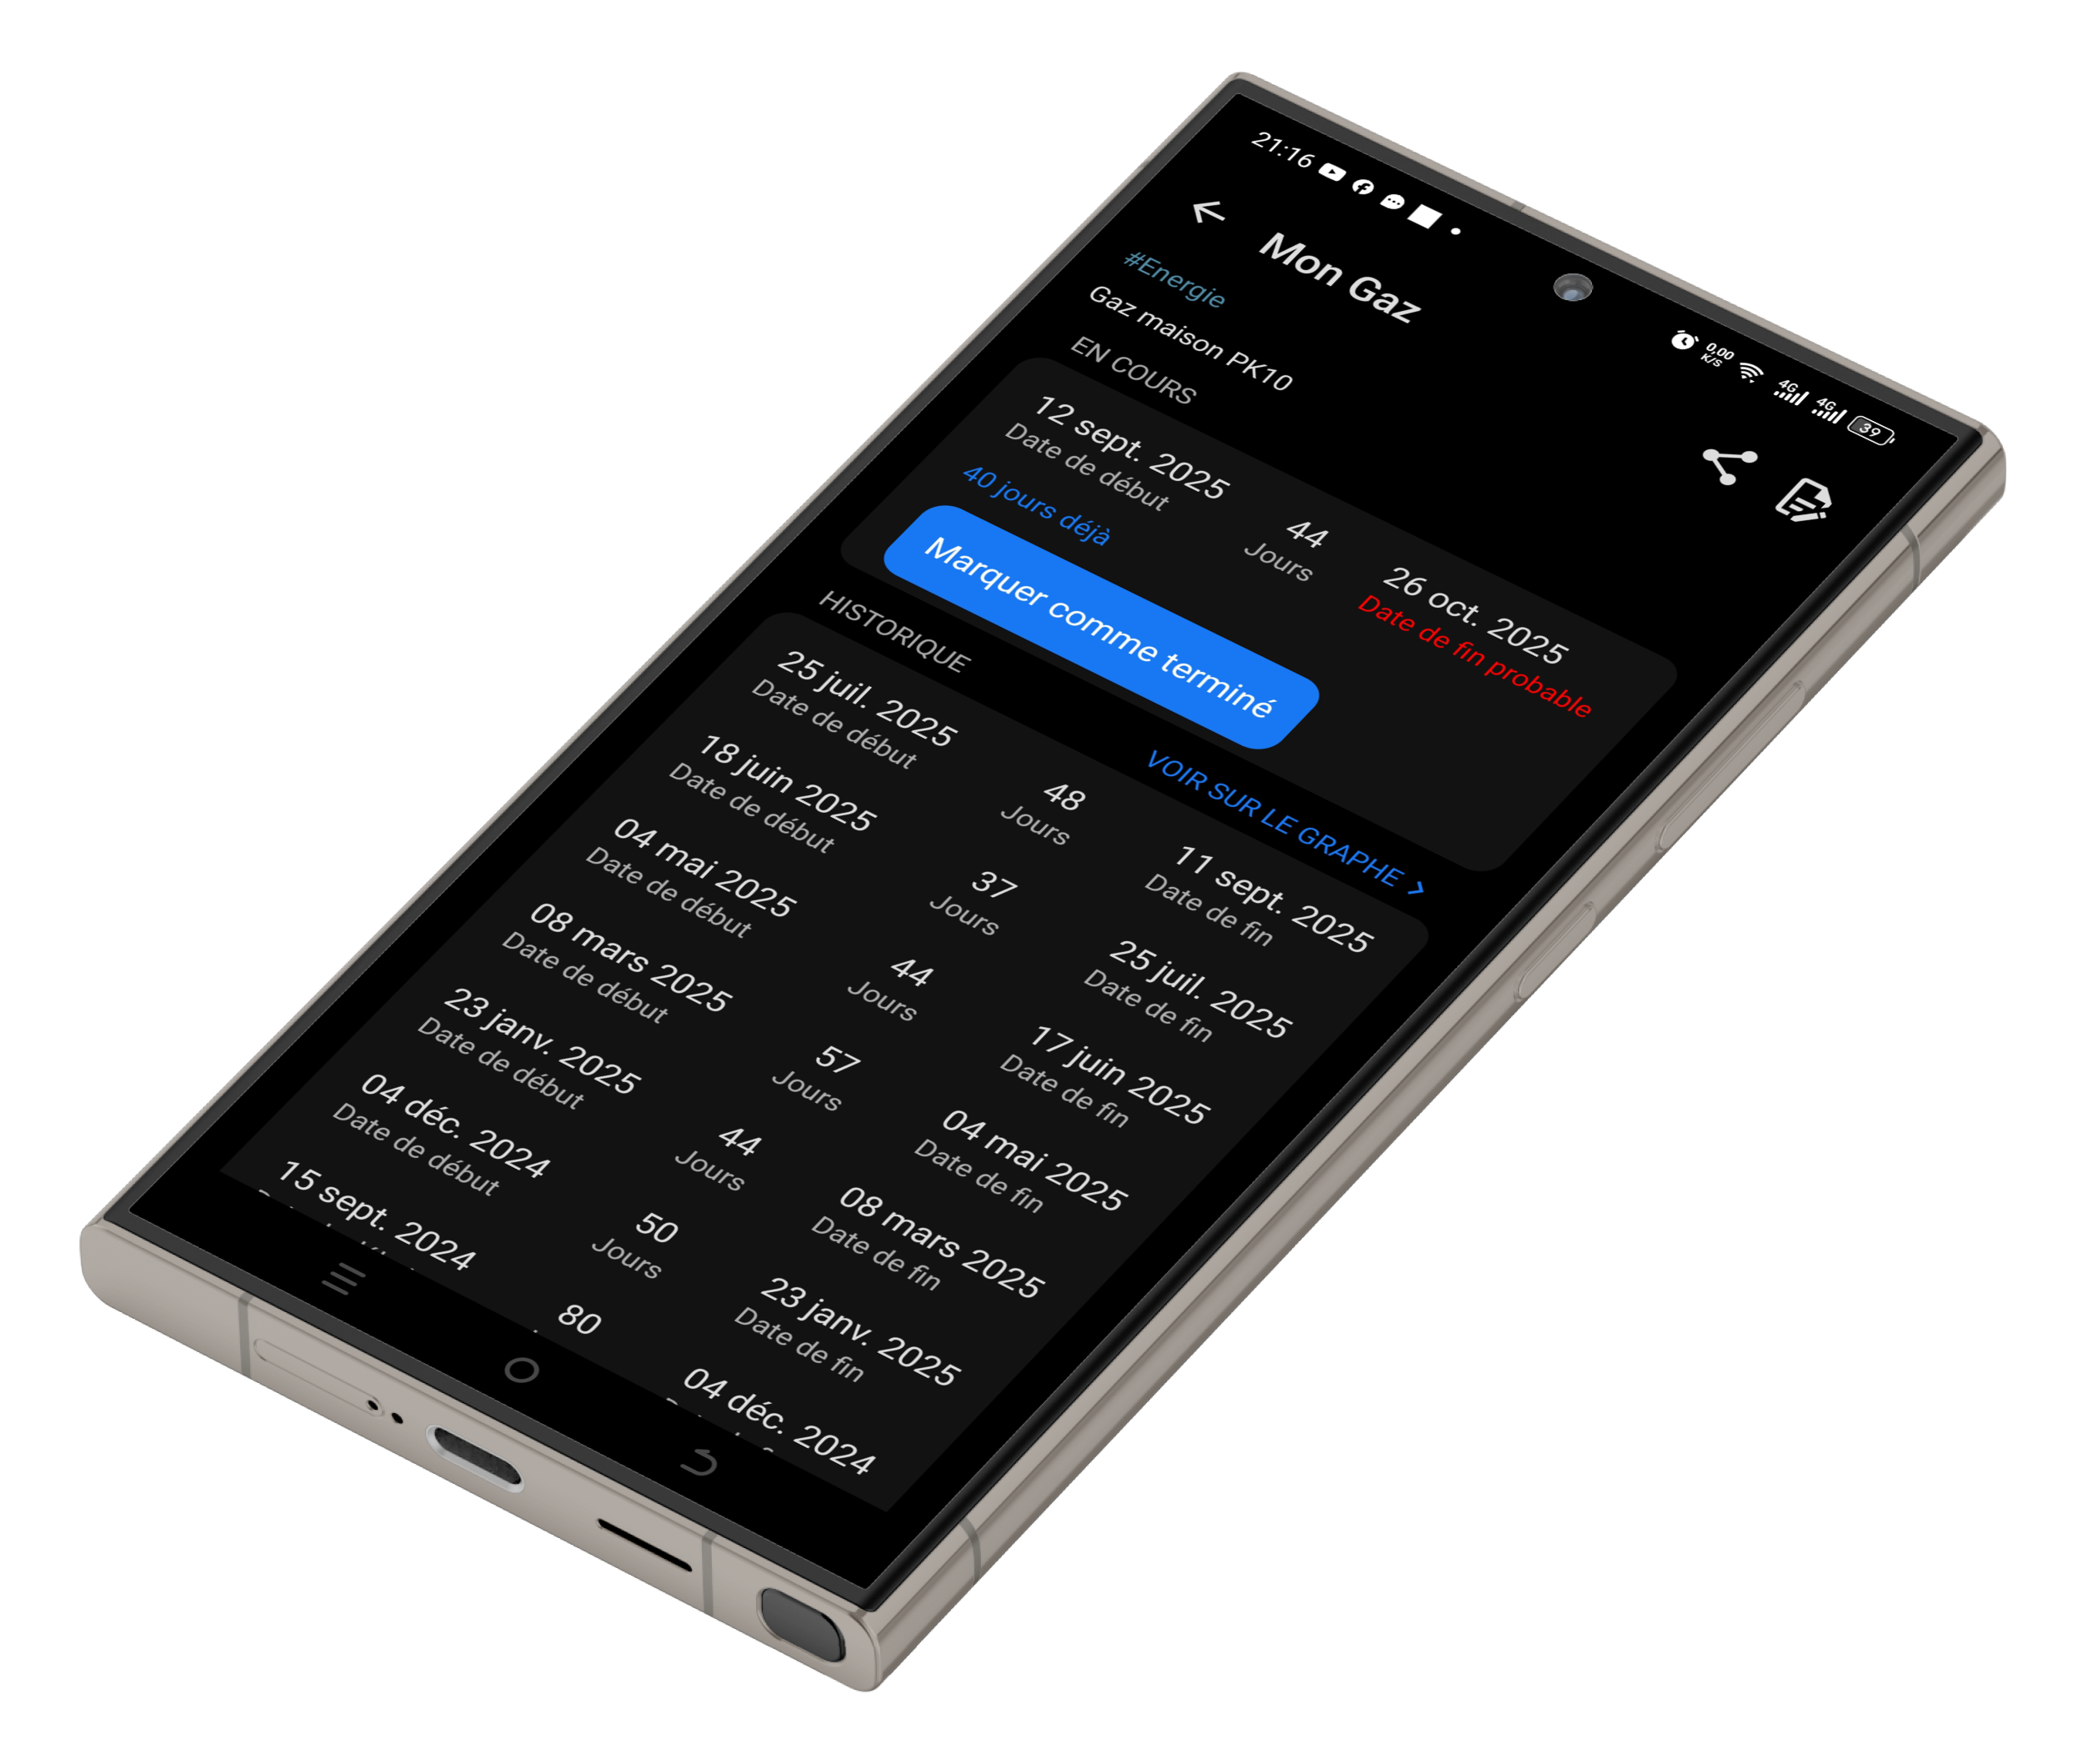 21:16
0,00
K/S
4G
4G
39
Mon Gaz
#Energie
Gaz maison PK10
EN COURS
12 sept. 2025
Date de début
44
Jours
26 oct. 2025
Date de fin probable
40 jours déjà
Marquer comme terminé
HISTORIQUE
VOIR SUR LE GRAPHE
25 juil. 2025
Date de début
48
Jours
11 sept. 2025
Date de fin
18 juin 2025
Date de début
37
Jours
25 juil. 2025
Date de fin
04 mai 2025
Date de début
44
Jours
17 juin 2025
Date de fin
08 mars 2025
Date de début
57
Jours
04 mai 2025
Date de fin
23 janv. 2025
Date de début
44
Jours
08 mars 2025
Date de fin
04 déc. 2024
Date de début
50
Jours
23 janv. 2025
Date de fin
15 sept. 2024
80
04 déc. 2024